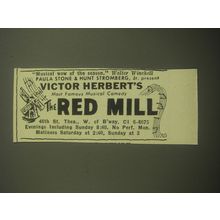 "Musical wow of the season." Walter Winchell
PAULA STONE & HUNT STROMBERG, Jr. present
VICTOR HERBERT'S
Most Famous Musical Comedy
The RED MILL
46th St. Thea., W. of B'way, CI 6-6075
Evenings Including Sunday 8:40. No Perf. Mon.
Matinees Saturday at 2:40, Sunday at 3